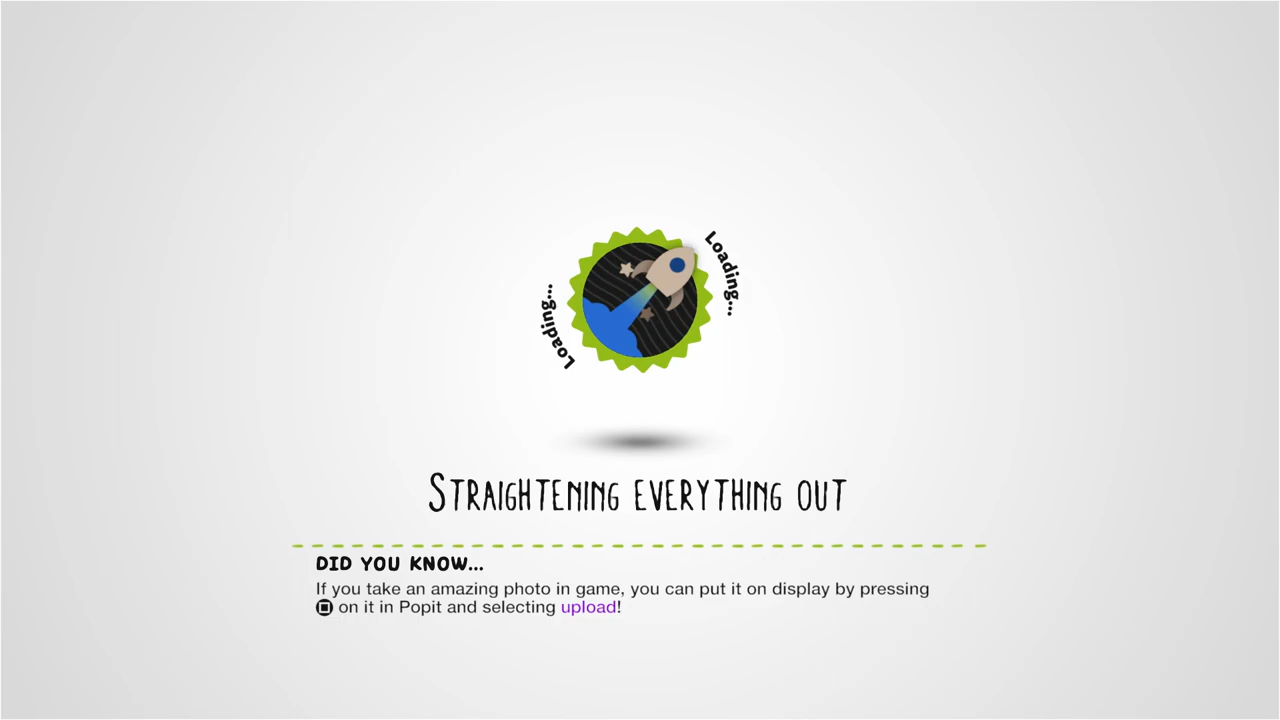 Loading...
Loading...
STRAIGHTENING EVERYTHING OUT
DID YOU KNOW...
If you take an amazing photo in game, you can put it on display by pressing
on it in Popit and selecting upload!